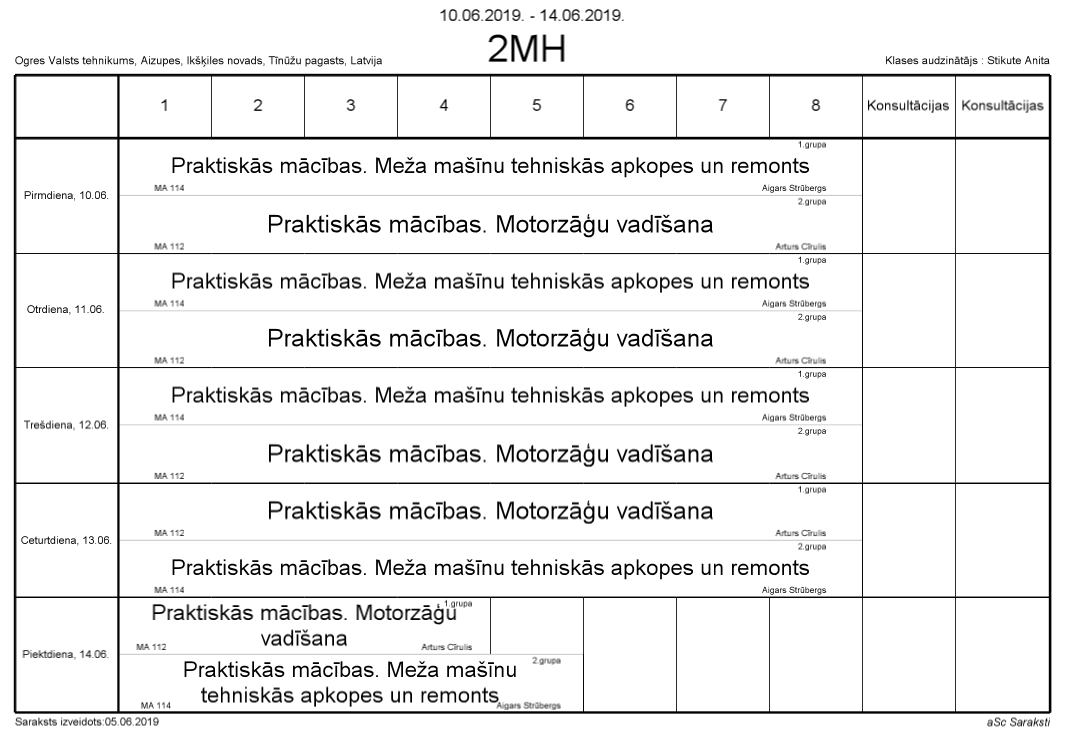 10.06.2019. - 14.06.2019.
2MH
Ogres Valsts tehnikums, Aizupes, Ikšķiles novads, Tīnūžu pagasts, Latvija
Klases audzinātājs : Stikute Anita
1 2 3 4 5 6 7 8 Konsultācijas Konsultācijas
Pirmdiena, 10.06.
1.grupa
Praktiskās mācības. Meža mašīnu tehniskās apkopes un remonts
MA 114 Aigars Strūbergs
2.grupa
Praktiskās mācības. Motorzāģu vadīšana
MA 112 Arturs Cīrulis
Otrdiena, 11.06.
1.grupa
Praktiskās mācības. Meža mašīnu tehniskās apkopes un remonts
MA 114 Aigars Strūbergs
2.grupa
Praktiskās mācības. Motorzāģu vadīšana
MA 112 Arturs Cīrulis
Trešdiena, 12.06.
1.grupa
Praktiskās mācības. Meža mašīnu tehniskās apkopes un remonts
MA 114 Aigars Strūbergs
2.grupa
Praktiskās mācības. Motorzāģu vadīšana
MA 112 Arturs Cīrulis
Ceturtdiena, 13.06.
1.grupa
Praktiskās mācības. Motorzāģu vadīšana
MA 112 Arturs Cīrulis
2.grupa
Praktiskās mācības. Meža mašīnu tehniskās apkopes un remonts
MA 114 Aigars Strūbergs
Piektdiena, 14.06.
1.grupa
Praktiskās mācības. Motorzāģu
vadīšana
MA 112 Arturs Cīrulis
2.grupa
Praktiskās mācības. Meža mašīnu
tehniskās apkopes un remonts
MA 114 Aigars Strūbergs
Saraksts izveidots:05.06.2019
aSc Saraksti